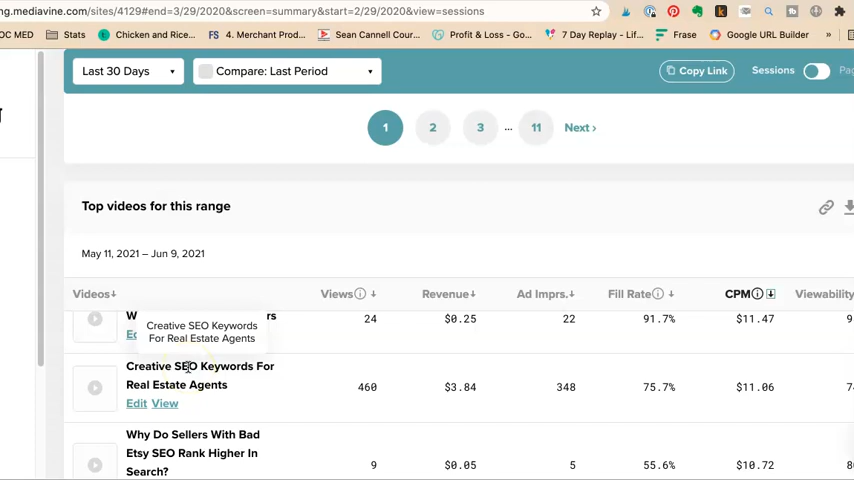 ng.mediavine.com/sites/4129#end=3/29/2020&screen=summary&start=2/29/2020&view=sessions
OC MED Stats Chicken and Rice... FS 4. Merchant Prod... Sean Cannell Cour... Profit & Loss - Go... 7 Day Replay - Lif... Frase Google URL Builder »
Last 30 Days Compare: Last Period Copy Link Sessions
1 2 3 ... 11 Next ›
Top videos for this range
May 11, 2021 – Jun 9, 2021
Videos Views Revenue Ad Imprs. Fill Rate CPM Viewability
24 $0.25 22 91.7% $11.47
Creative SEO Keywords
For Real Estate Agents
Creative SEO Keywords For
Real Estate Agents
460 $3.84 348 75.7% $11.06
Edit View
Why Do Sellers With Bad
Etsy SEO Rank Higher In
Search?
9 $0.05 5 55.6% $10.72